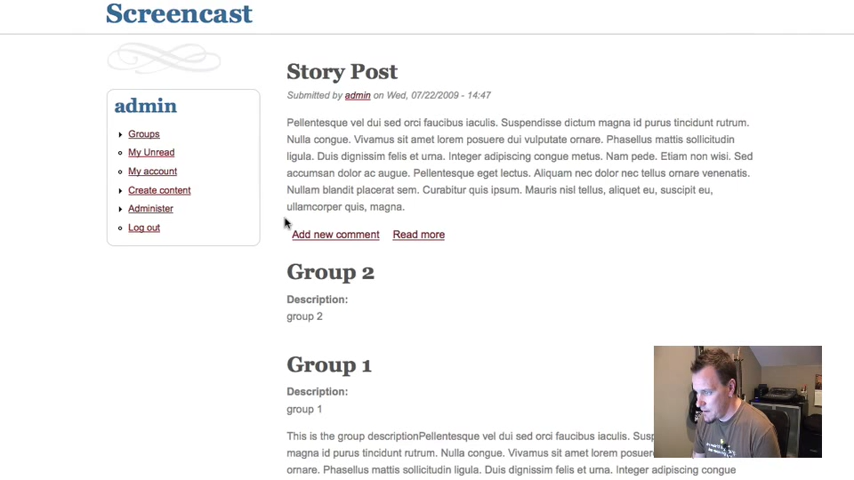 Screencast
admin
Groups
My Unread
My account
Create content
Administer
Log out
Story Post
Submitted by admin on Wed, 07/22/2009 - 14:47
Pellentesque vel dui sed orci faucibus iaculis. Suspendisse dictum magna id purus tincidunt rutrum.
Nulla congue. Vivamus sit amet lorem posuere dui vulputate ornare. Phasellus mattis sollicitudin
ligula. Duis dignissim felis et urna. Integer adipiscing congue metus. Nam pede. Etiam non wisi. Sed
accumsan dolor ac augue. Pellentesque eget lectus. Aliquam nec dolor nec tellus ornare venenatis.
Nullam blandit placerat sem. Curabitur quis ipsum. Mauris nisl tellus, aliquet eu, suscipit eu,
ullamcorper quis, magna.
Add new comment Read more
Group 2
Description:
group 2
Group 1
Description:
group 1
This is the group descriptionPellentesque vel dui sed orci faucibus iaculis. Susp
magna id purus tincidunt rutrum. Nulla congue. Vivamus sit amet lorem posuere
ornare. Phasellus mattis sollicitudin ligula. Duis dignissim felis et urna. Integer adipiscing congue